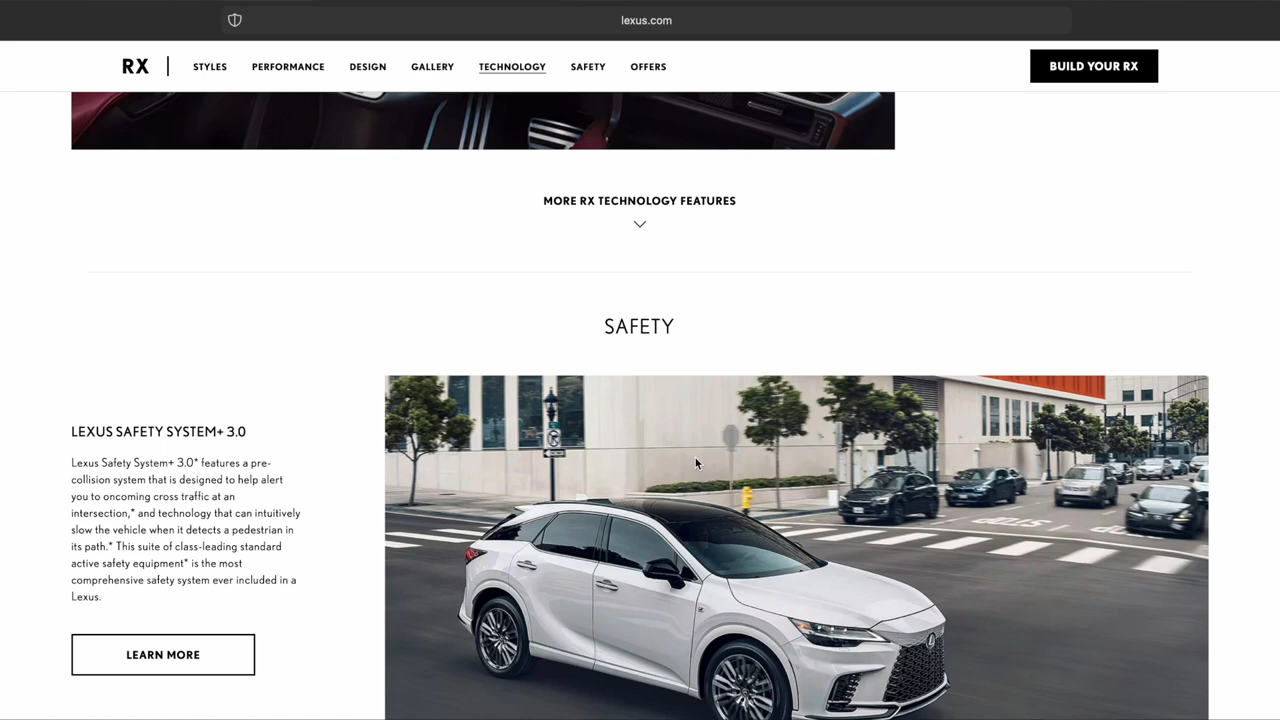 lexus.com
RX
STYLES
PERFORMANCE
DESIGN
GALLERY
TECHNOLOGY
SAFETY
OFFERS
BUILD YOUR RX
MORE RX TECHNOLOGY FEATURES
SAFETY
LEXUS SAFETY SYSTEM+ 3.0
Lexus Safety System+ 3.0* features a pre-
collision system that is designed to help alert
you to oncoming cross traffic at an
intersection,* and technology that can intuitively
slow the vehicle when it detects a pedestrian in
its path.* This suite of class-leading standard
active safety equipment* is the most
comprehensive safety system ever included in a
Lexus.
LEARN MORE
STOP